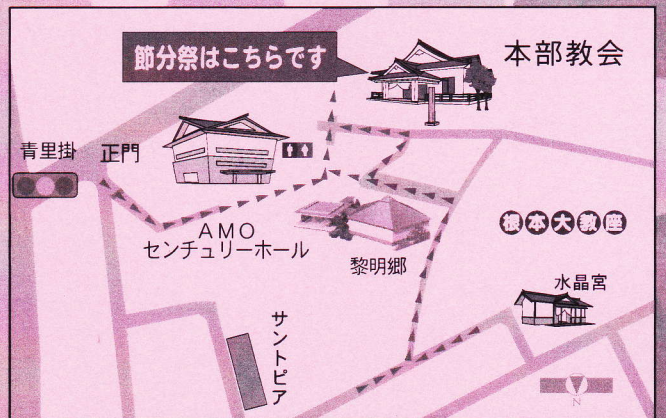 節分祭はこちらです
本部教会
青里掛
正門
AMO
センチュリーホール
黎明郷
根本大教座
水晶宮
サントピア
N